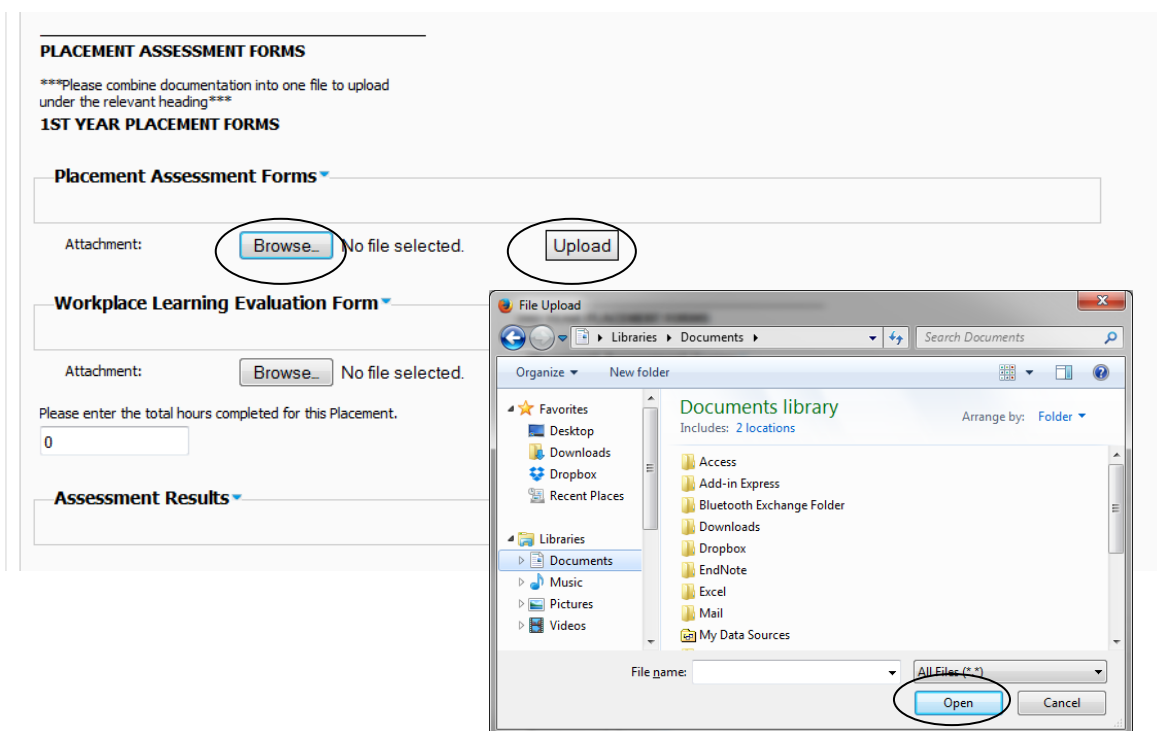 PLACEMENT ASSESSMENT FORMS
***Please combine documentation into one file to upload
under the relevant heading***
1ST YEAR PLACEMENT FORMS
Placement Assessment Forms
Attachment: Browse... No file selected. Upload
Workplace Learning Evaluation Form
Attachment: Browse... No file selected.
Please enter the total hours completed for this Placement.
0
Assessment Results
File Upload
Libraries Documents
Search Documents
Organize New folder
Favorites
Desktop
Downloads
Dropbox
Recent Places
Libraries
Documents
Music
Pictures
Videos
Documents library
Includes: 2 locations
Arrange by: Folder
Access
Add-in Express
Bluetooth Exchange Folder
Downloads
Dropbox
EndNote
Excel
Mail
My Data Sources
File name: All Files (*.*)
Open Cancel